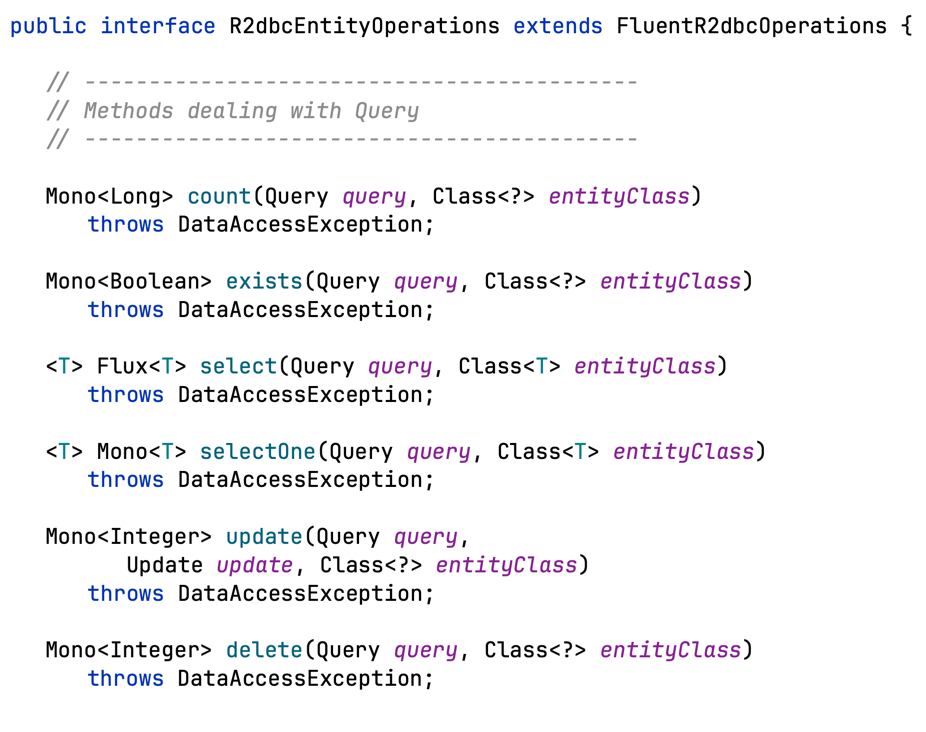 public interface R2dbcEntityOperations extends FluentR2dbcOperations {
// -------------------------------------------
// Methods dealing with Query
// -------------------------------------------
Mono<Long> count(Query query, Class<?> entityClass)
throws DataAccessException;
Mono<Boolean> exists(Query query, Class<?> entityClass)
throws DataAccessException;
<T> Flux<T> select(Query query, Class<T> entityClass)
throws DataAccessException;
<T> Mono<T> selectOne(Query query, Class<T> entityClass)
throws DataAccessException;
Mono<Integer> update(Query query,
Update update, Class<?> entityClass)
throws DataAccessException;
Mono<Integer> delete(Query query, Class<?> entityClass)
throws DataAccessException;